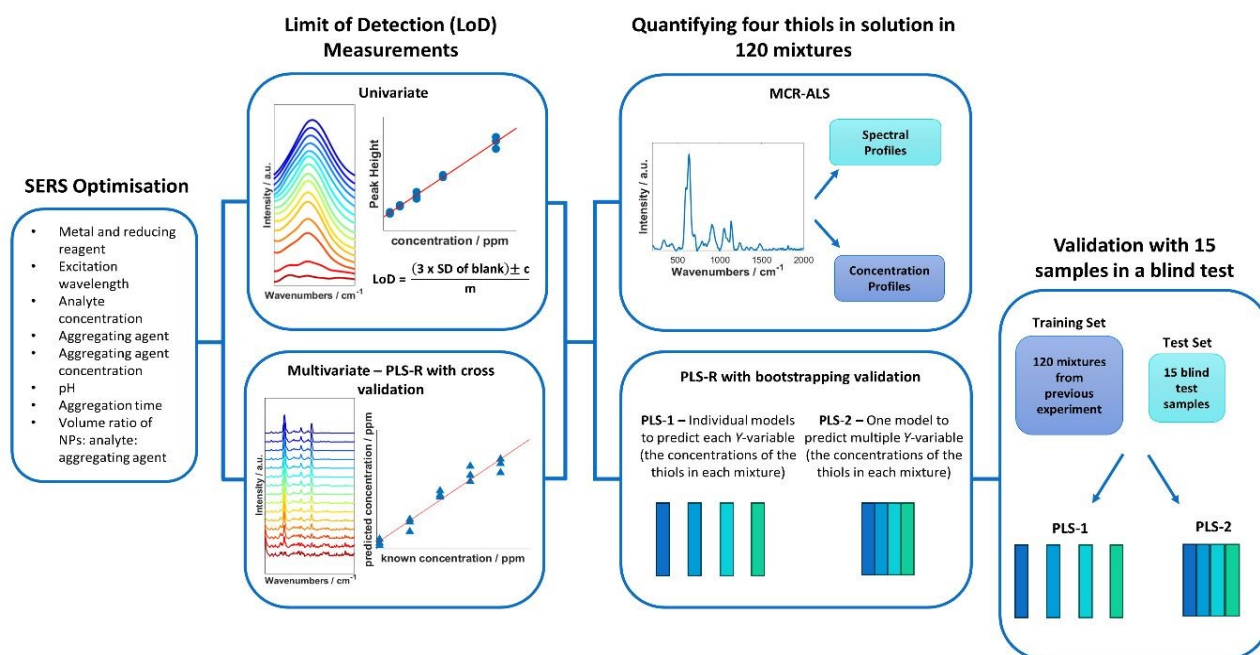 SERS Optimisation
• Metal and reducing
reagent
• Excitation
wavelength
• Analyte
concentration
• Aggregating agent
• Aggregating agent
concentration
• pH
• Aggregation time
• Volume ratio of
NPs: analyte:
aggregating agent
Limit of Detection (LoD)
Measurements
Univariate
Intensity / a.u.
Wavenumbers / cm⁻¹
Peak Height
concentration / ppm
LoD = (3 x SD of blank) ± c
m
Multivariate – PLS-R with cross
validation
Intensity / a.u.
Wavenumbers / cm⁻¹
predicted concentration / ppm
known concentration / ppm
Quantifying four thiols in solution in
120 mixtures
MCR-ALS
Intensity / a.u.
500 1000 1500 2000
Wavenumbers / cm⁻¹
Spectral
Profiles
Concentration
Profiles
PLS-R with bootstrapping validation
PLS-1 – Individual models
to predict each Y-variable
(the concentrations of the
thiols in each mixture)
PLS-2 – One model to
predict multiple Y-variable
(the concentrations of the
thiols in each mixture)
Validation with 15
samples in a blind test
Training Set
120 mixtures
from
previous
experiment
Test Set
15 blind
test
samples
PLS-1
PLS-2